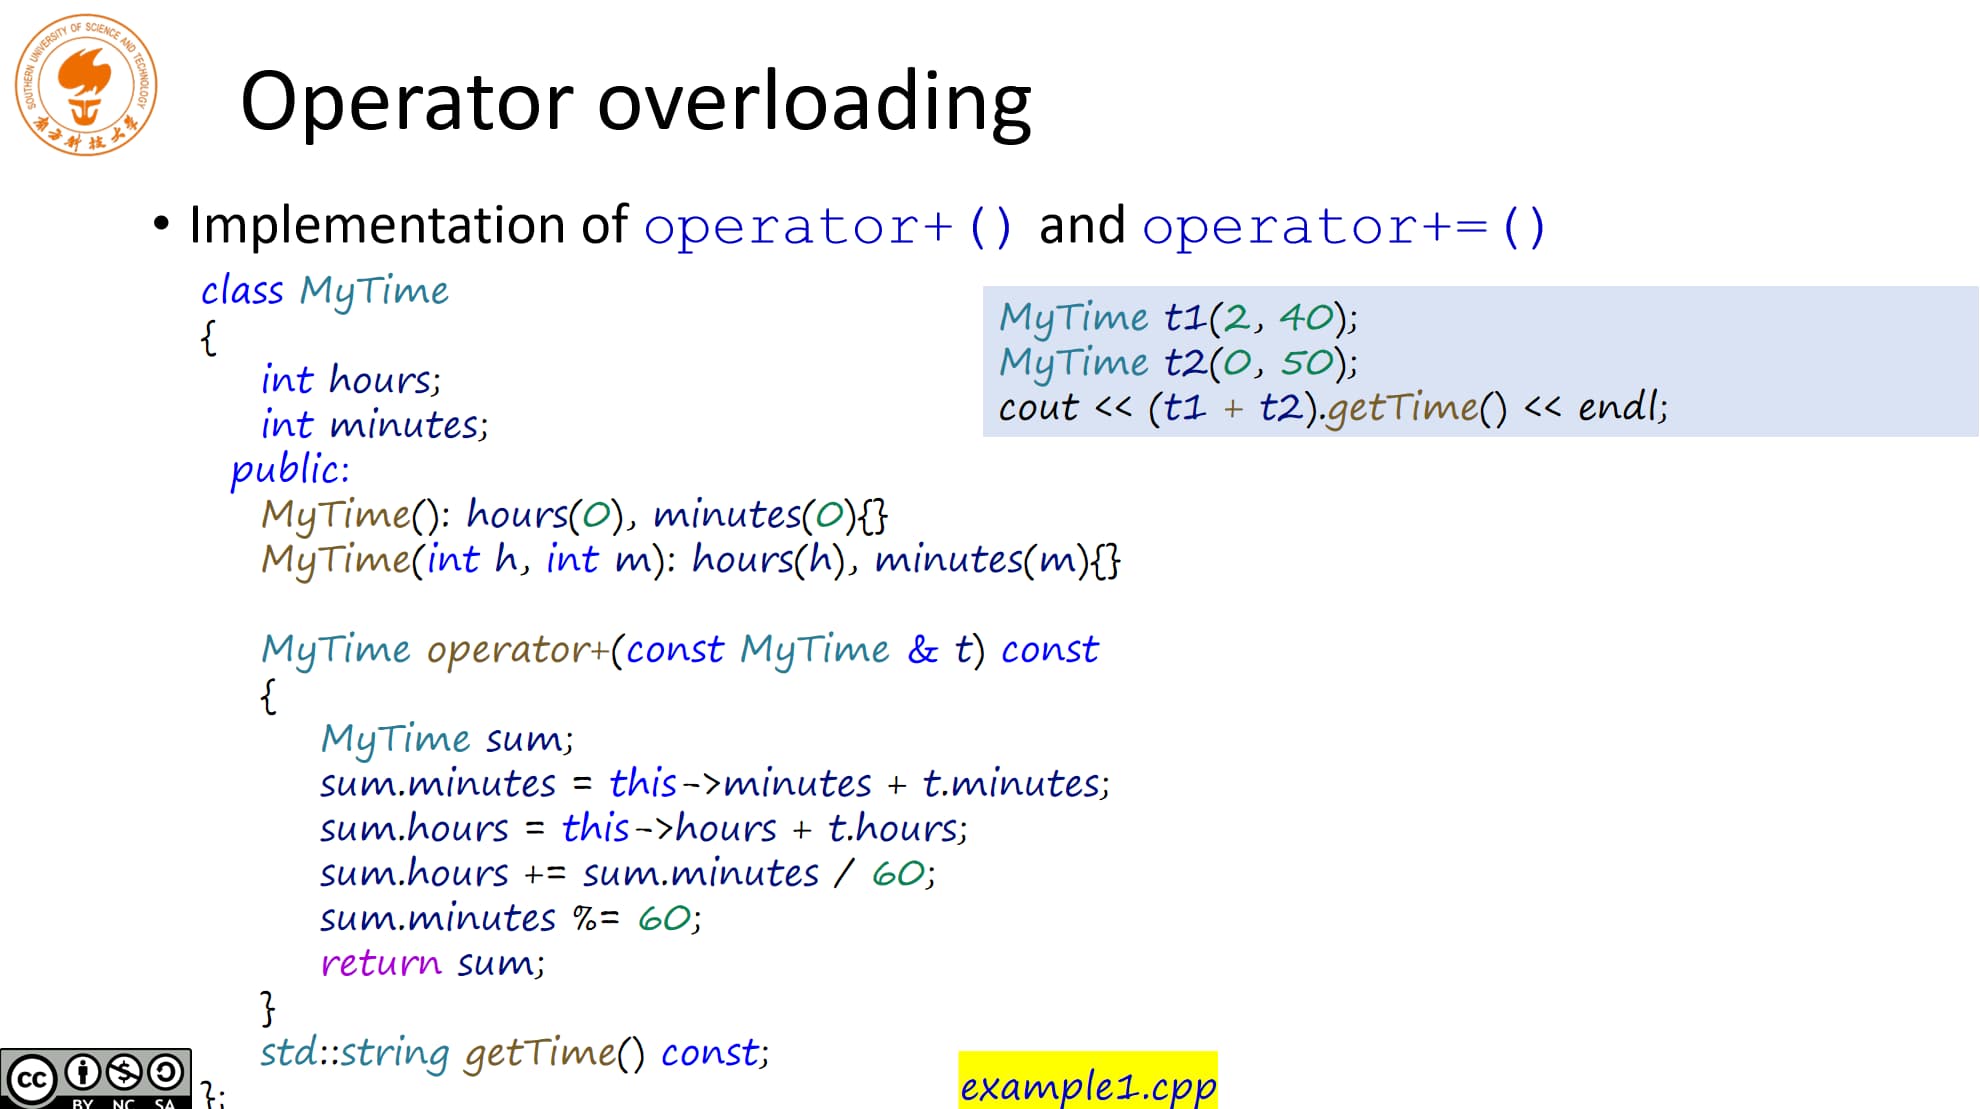 SOUTHERN UNIVERSITY OF SCIENCE AND TECHNOLOGY
南方科技大学
Operator overloading
• Implementation of operator+() and operator+=()
class MyTime
{
int hours;
int minutes;
public:
MyTime(): hours(0), minutes(0){}
MyTime(int h, int m): hours(h), minutes(m){}
MyTime operator+(const MyTime & t) const
{
MyTime sum;
sum.minutes = this->minutes + t.minutes;
sum.hours = this->hours + t.hours;
sum.hours += sum.minutes / 60;
sum.minutes %= 60;
return sum;
}
std::string getTime() const;
};
MyTime t1(2, 40);
MyTime t2(0, 50);
cout << (t1 + t2).getTime() << endl;
example1.cpp
cc
BY NC SA